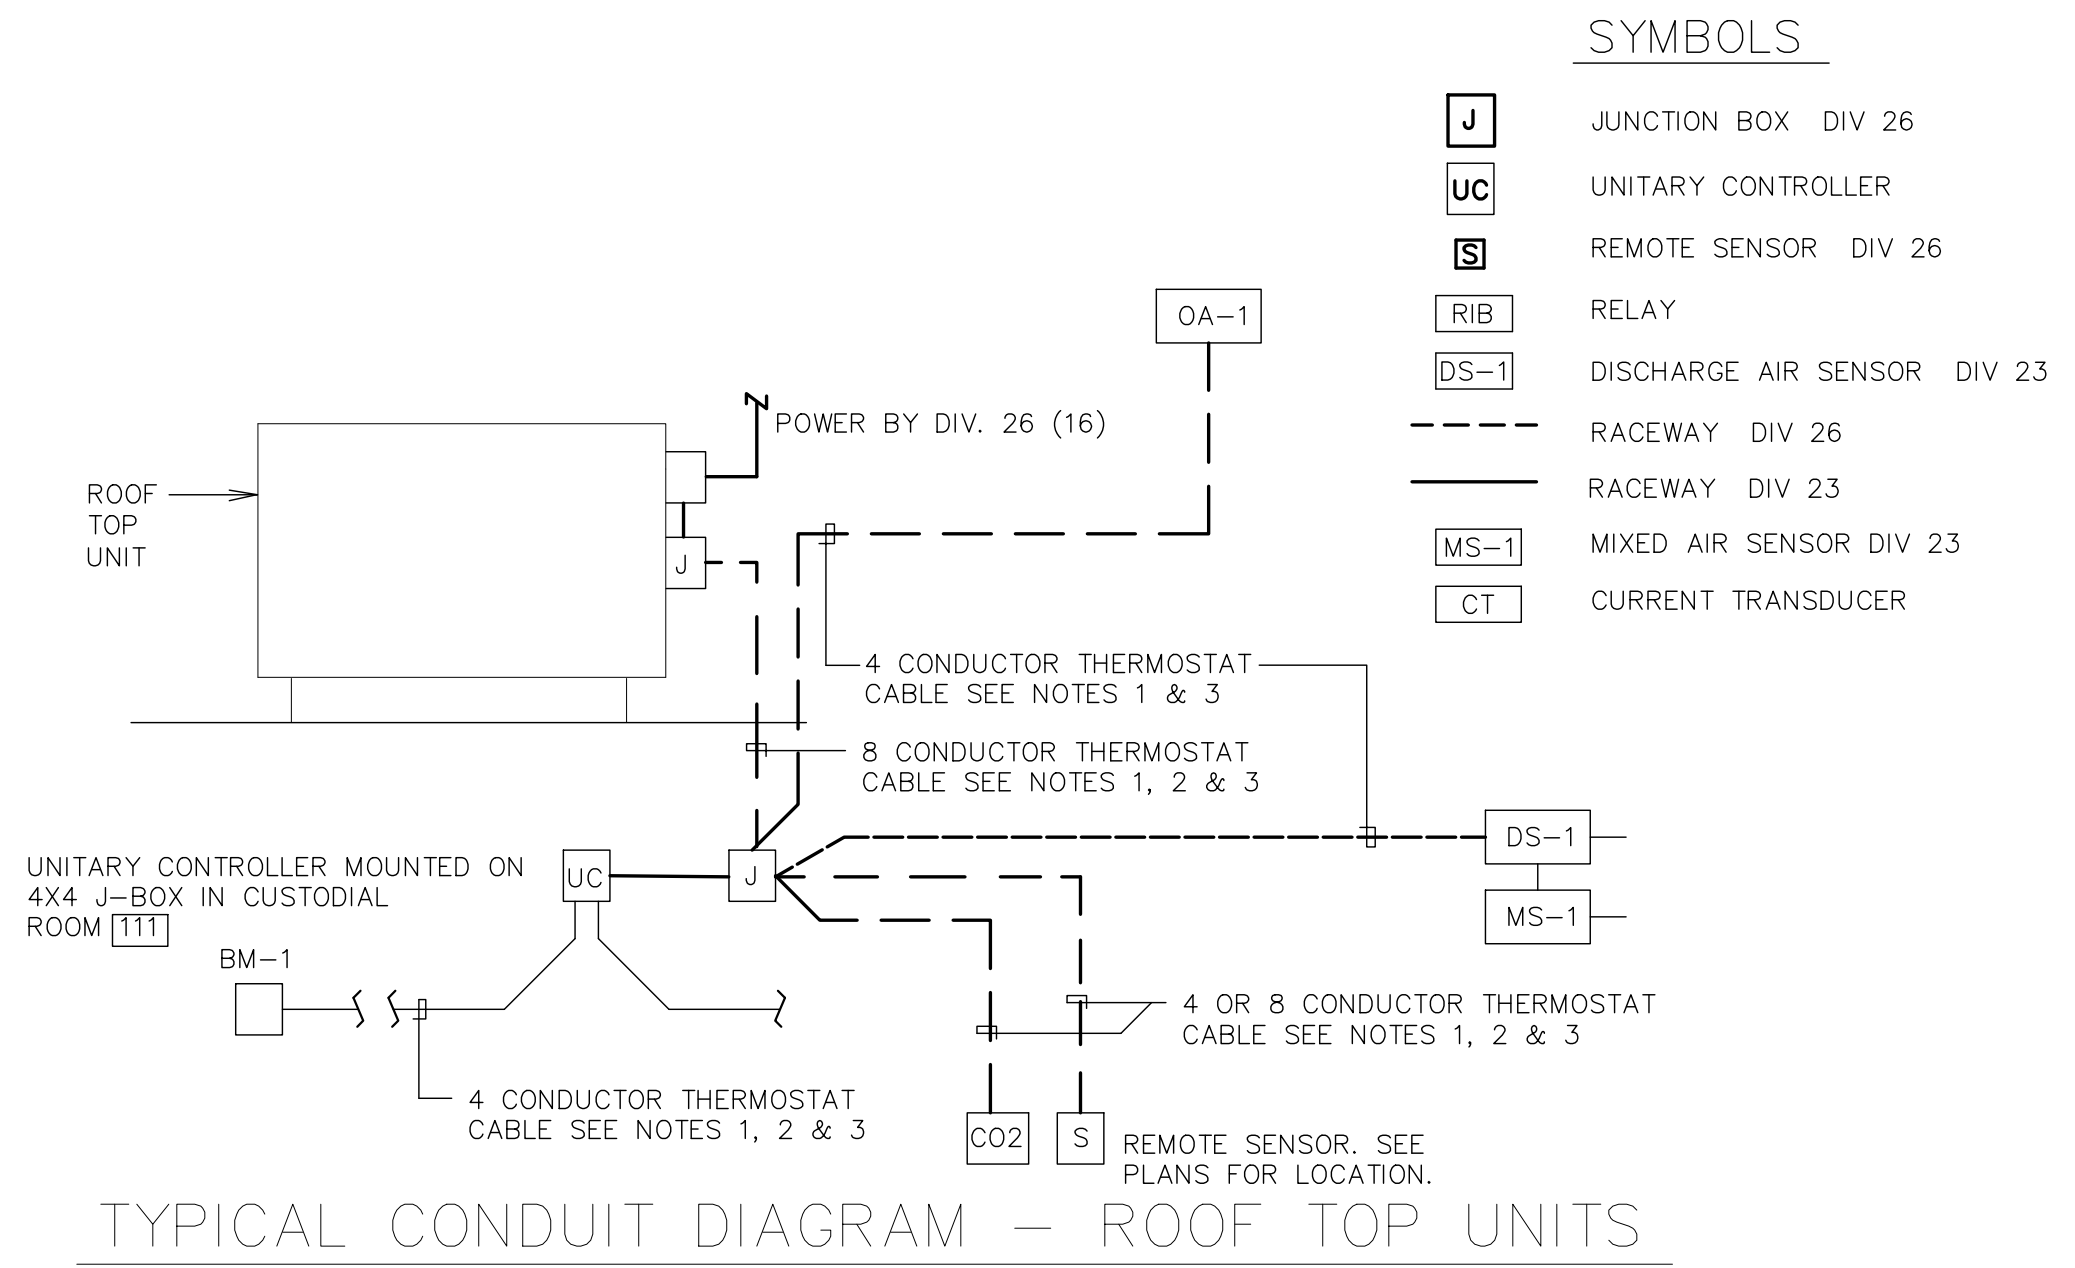 SYMBOLS
J
JUNCTION BOX DIV 26
UC
UNITARY CONTROLLER
S
REMOTE SENSOR DIV 26
RIB
RELAY
DS-1
DISCHARGE AIR SENSOR DIV 23
RACEWAY DIV 26
RACEWAY DIV 23
MS-1
MIXED AIR SENSOR DIV 23
CT
CURRENT TRANSDUCER
OA-1
POWER BY DIV. 26 (16)
ROOF
TOP
UNIT
J
4 CONDUCTOR THERMOSTAT
CABLE SEE NOTES 1 & 3
8 CONDUCTOR THERMOSTAT
CABLE SEE NOTES 1, 2 & 3
DS-1
MS-1
UNITARY CONTROLLER MOUNTED ON
4X4 J-BOX IN CUSTODIAL
ROOM 111
UC
J
BM-1
4 OR 8 CONDUCTOR THERMOSTAT
CABLE SEE NOTES 1, 2 & 3
4 CONDUCTOR THERMOSTAT
CABLE SEE NOTES 1, 2 & 3
CO2
S
REMOTE SENSOR. SEE
PLANS FOR LOCATION.
TYPICAL CONDUIT DIAGRAM - ROOF TOP UNITS